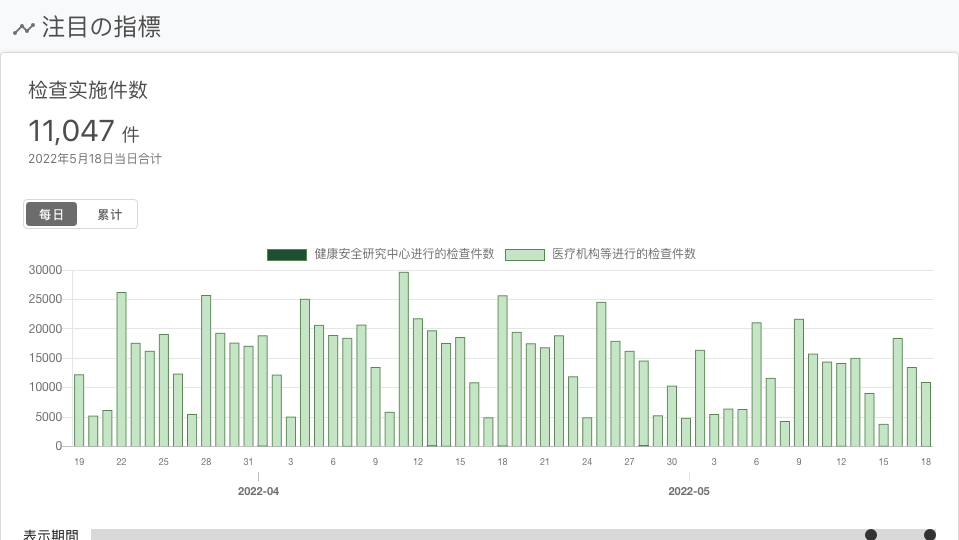 注目の指標
检查实施件数
11,047 件
2022年5月18日当日合计
每日 累计
健康安全研究中心进行的检查件数 医疗机构等进行的检查件数
30000
25000
20000
15000
10000
5000
0
19 22 25 28 31 3 6 9 12 15 18 21 24 27 30 3 6 9 12 15 18
2022-04 2022-05
表示期間